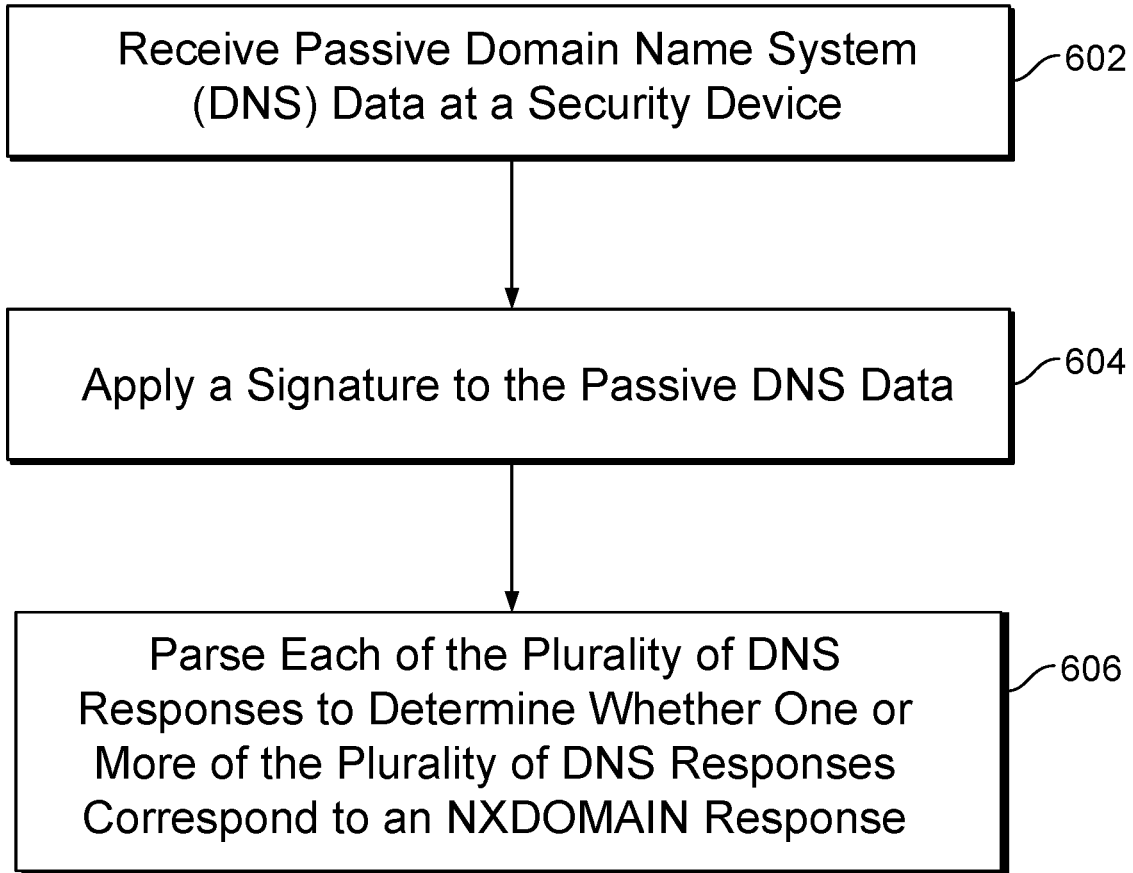 Receive Passive Domain Name System
(DNS) Data at a Security Device
602
Apply a Signature to the Passive DNS Data
604
Parse Each of the Plurality of DNS
Responses to Determine Whether One or
More of the Plurality of DNS Responses
Correspond to an NXDOMAIN Response
606